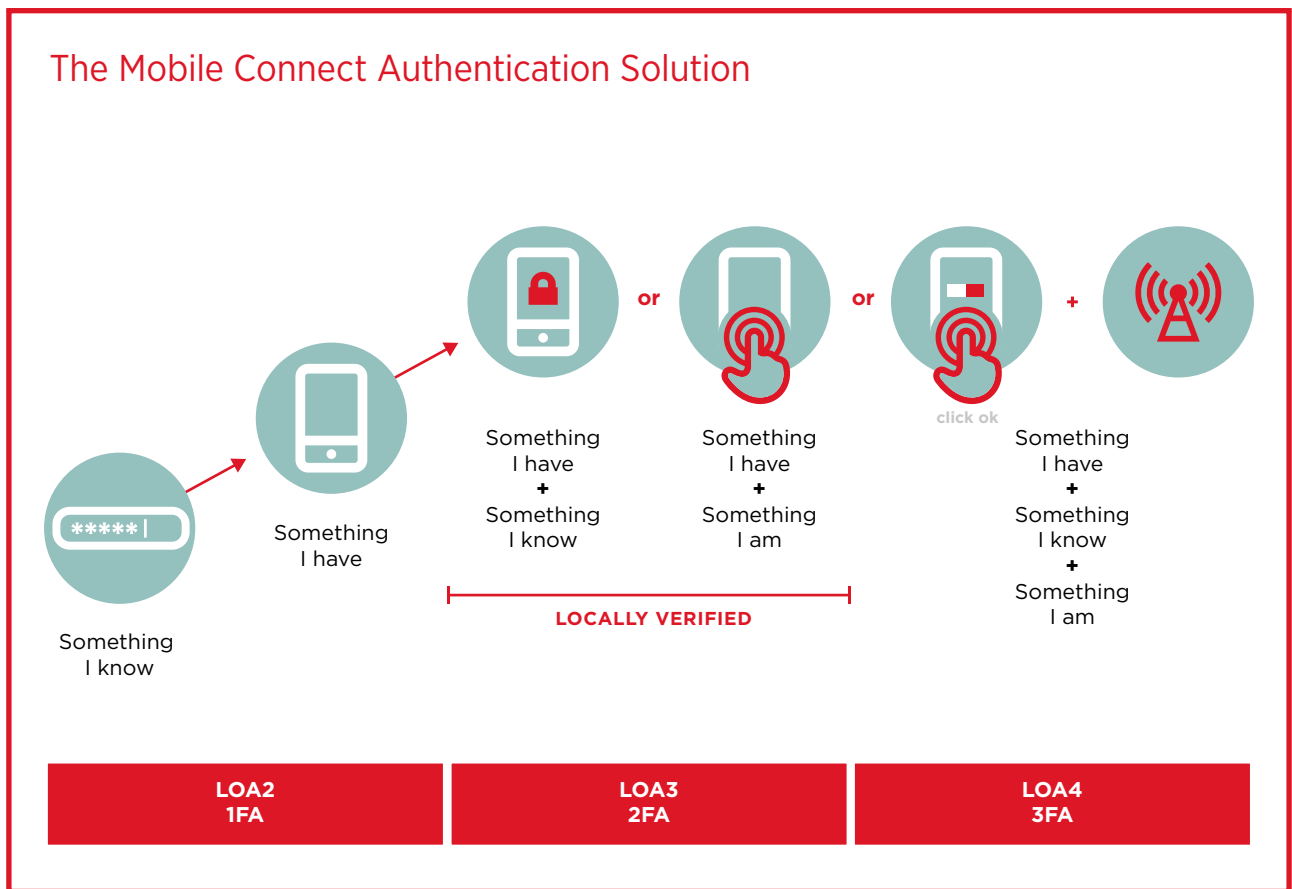 The Mobile Connect Authentication Solution
*****|
Something
I know
Something
I have
or
Something
I have
+
Something
I know
or
Something
I have
+
Something
I am
LOCALLY VERIFIED
+
click ok
Something
I have
+
Something
I know
+
Something
I am
LOA2
1FA
LOA3
2FA
LOA4
3FA